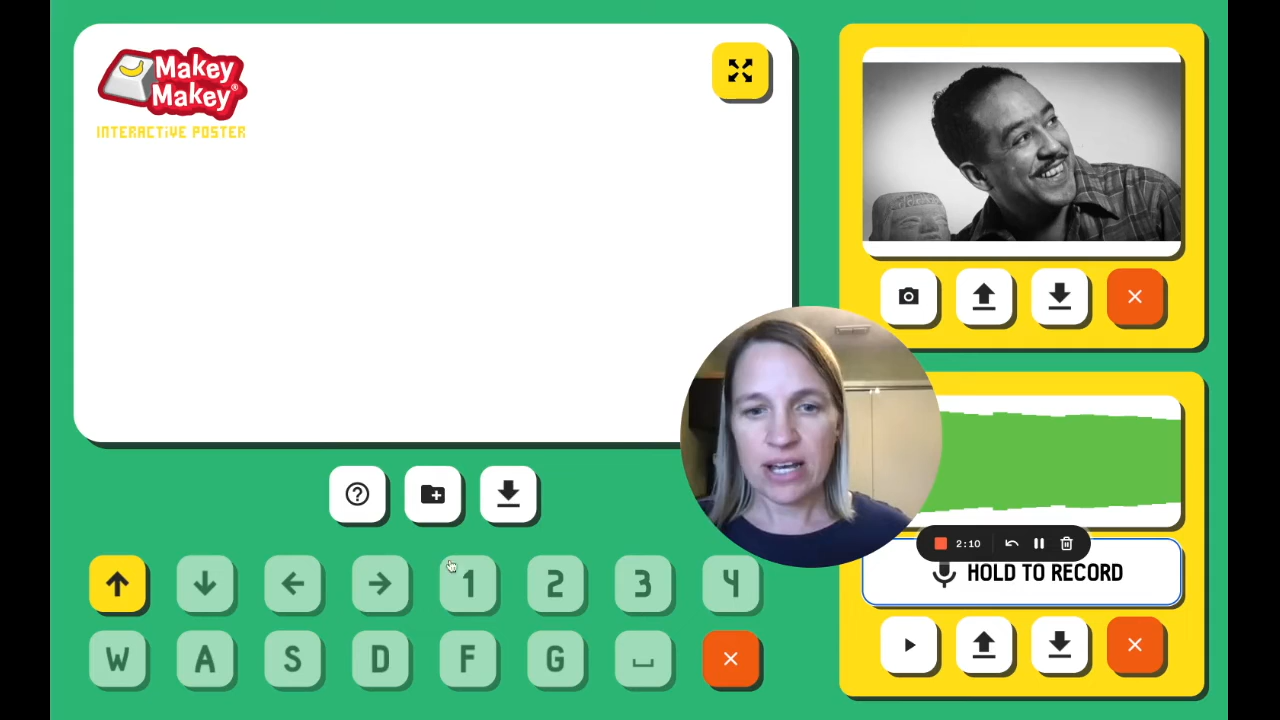 Makey
Makey®
INTERACTIVE POSTER
2:10
HOLD TO RECORD
1 2 3 4
W A S D F G